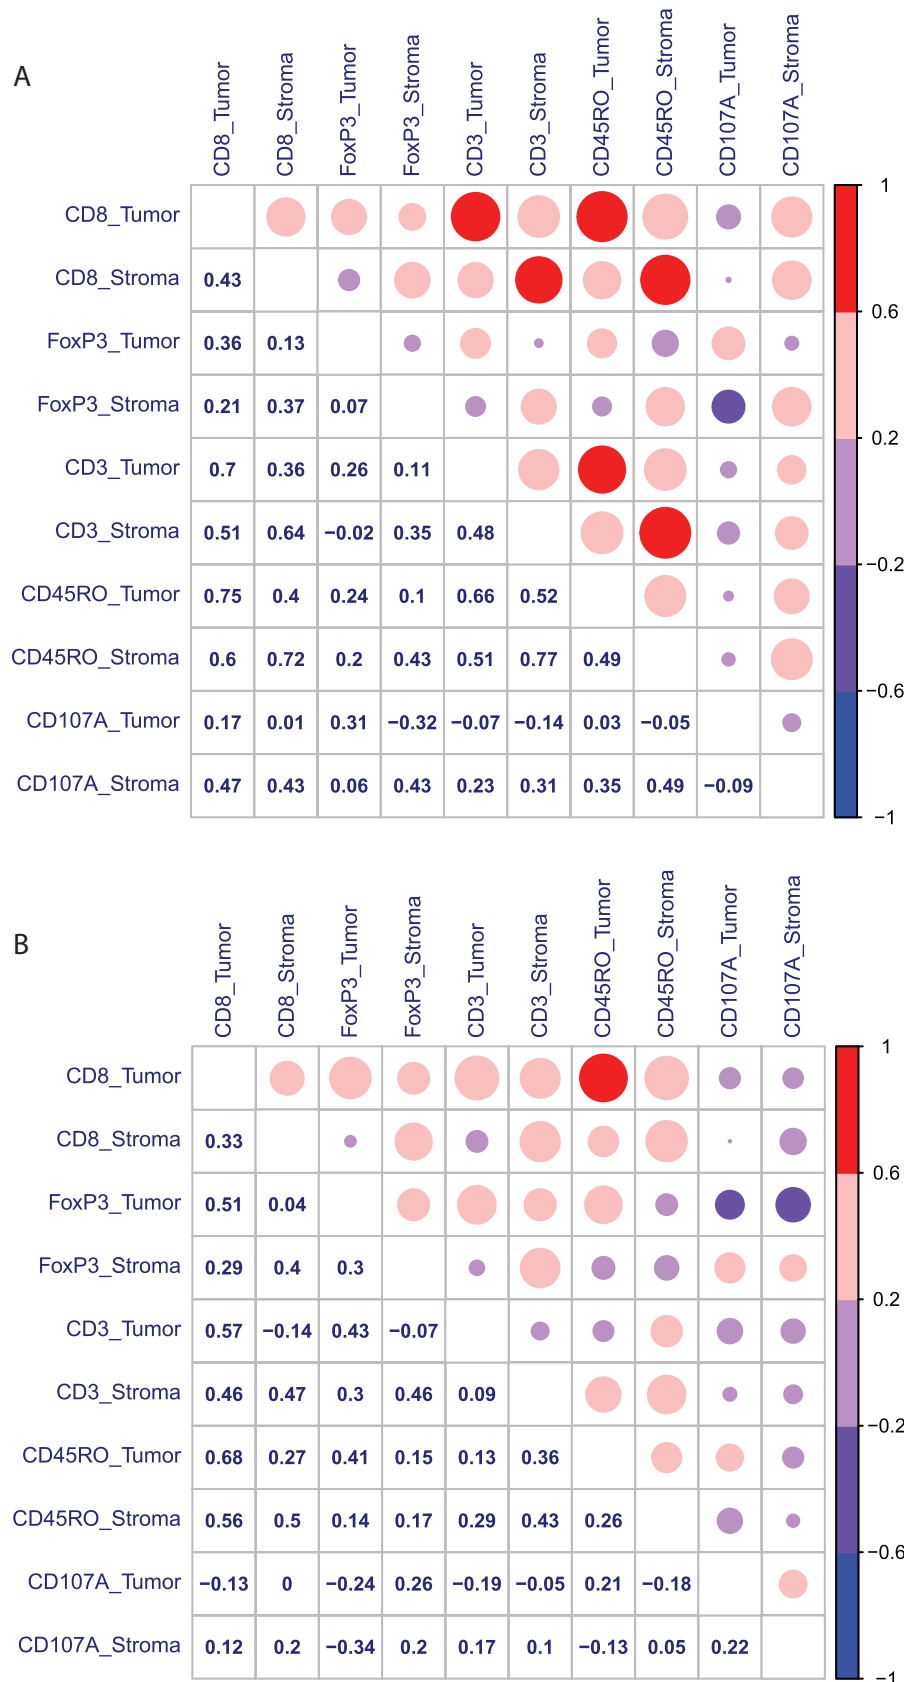 A
CD8_Tumor
CD8_Stroma
FoxP3_Tumor
FoxP3_Stroma
CD3_Tumor
CD3_Stroma
CD45RO_Tumor
CD45RO_Stroma
CD107A_Tumor
CD107A_Stroma
CD8_Tumor
1
CD8_Stroma 0.43
FoxP3_Tumor 0.36 0.13
0.6
FoxP3_Stroma 0.21 0.37 0.07
0.2
CD3_Tumor 0.7 0.36 0.26 0.11
CD3_Stroma 0.51 0.64 −0.02 0.35 0.48
−0.2
CD45RO_Tumor 0.75 0.4 0.24 0.1 0.66 0.52
CD45RO_Stroma 0.6 0.72 0.2 0.43 0.51 0.77 0.49
−0.6
CD107A_Tumor 0.17 0.01 0.31 −0.32 −0.07 −0.14 0.03 −0.05
CD107A_Stroma 0.47 0.43 0.06 0.43 0.23 0.31 0.35 0.49 −0.09
−1
B
CD8_Tumor
CD8_Stroma
FoxP3_Tumor
FoxP3_Stroma
CD3_Tumor
CD3_Stroma
CD45RO_Tumor
CD45RO_Stroma
CD107A_Tumor
CD107A_Stroma
1
CD8_Tumor
CD8_Stroma 0.33
0.6
FoxP3_Tumor 0.51 0.04
FoxP3_Stroma 0.29 0.4 0.3
0.2
CD3_Tumor 0.57 −0.14 0.43 −0.07
CD3_Stroma 0.46 0.47 0.3 0.46 0.09
−0.2
CD45RO_Tumor 0.68 0.27 0.41 0.15 0.13 0.36
CD45RO_Stroma 0.56 0.5 0.14 0.17 0.29 0.43 0.26
−0.6
CD107A_Tumor −0.13 0 −0.24 0.26 −0.19 −0.05 0.21 −0.18
CD107A_Stroma 0.12 0.2 −0.34 0.2 0.17 0.1 −0.13 0.05 0.22
−1